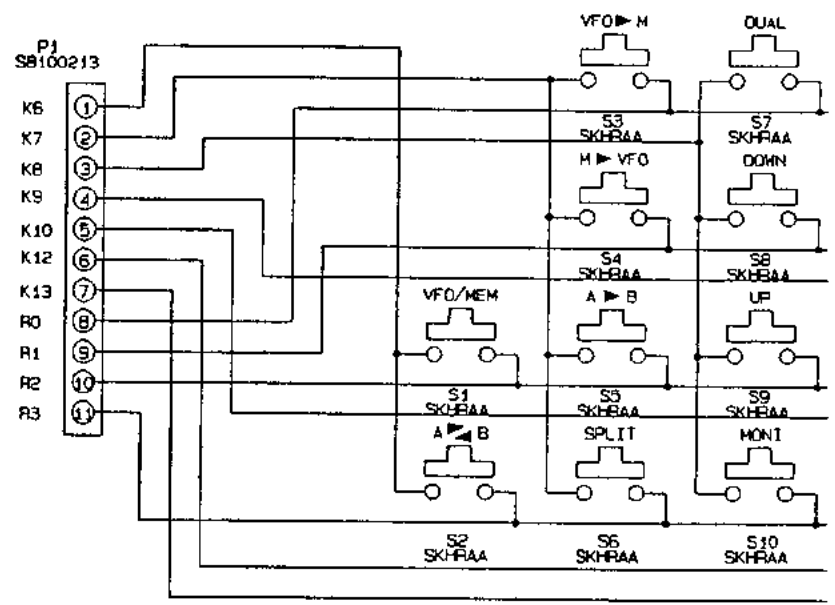 VFO▶M
DUAL
P1
SB100213
K6
1
K7
2
S3
S7
SKHRAA
SKHRAA
K8
3
M▶VFO
DOWN
K9
4
K10
5
K12
6
S4
S8
SKHRAA
SKHRAA
K13
7
VFO/MEM
A▶B
UP
R0
8
R1
9
R2
10
S1
S5
S9
SKHRAA
SKHRAA
SKHRAA
R3
11
A B
SPLIT
MONI
S2
S6
S10
SKHRAA
SKHRAA
SKHRAA